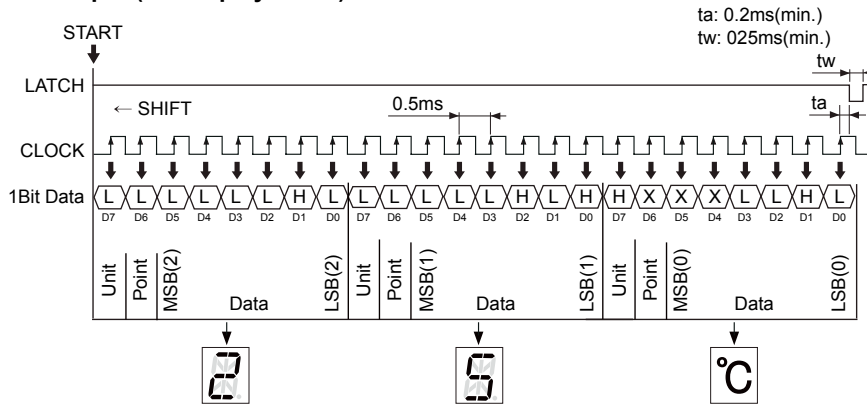 ta: 0.2ms(min.)
START
tw: 025ms(min.)
tw
LATCH
← SHIFT
0.5ms
ta
CLOCK
1Bit Data
L L L L L L H L L L L L L H L H H X X X L L H L
D7 D6 D5 D4 D3 D2 D1 D0 D7 D6 D5 D4 D3 D2 D1 D0 D7 D6 D5 D4 D3 D2 D1 D0
Unit Point MSB(2) Data LSB(2) Unit Point MSB(1) Data LSB(1) Unit Point MSB(0) Data LSB(0)
2 5 °C